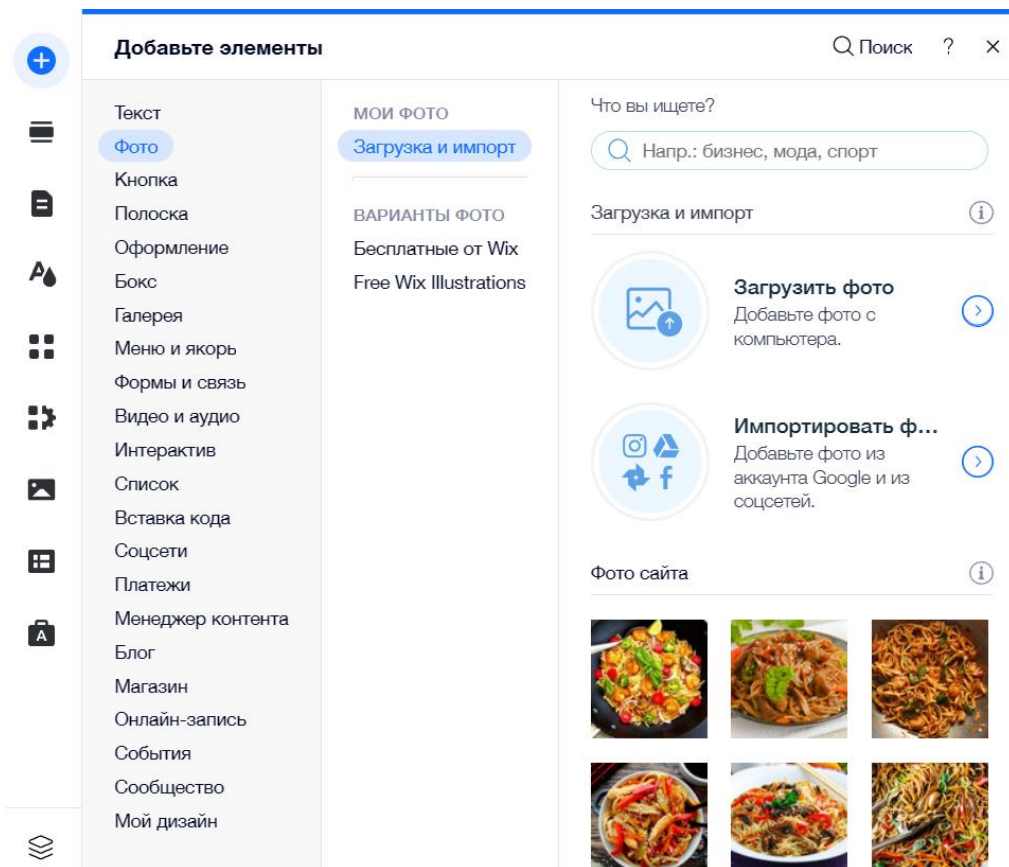 Добавьте элементы
Поиск ? ×
Текст
Фото
Кнопка
Полоска
Оформление
Бокс
Галерея
Меню и якорь
Формы и связь
Видео и аудио
Интерактив
Список
Вставка кода
Соцсети
Платежи
Менеджер контента
Блог
Магазин
Онлайн-запись
События
Сообщество
Мой дизайн
МОИ ФОТО
Загрузка и импорт
ВАРИАНТЫ ФОТО
Бесплатные от Wix
Free Wix Illustrations
Что вы ищете?
Напр.: бизнес, мода, спорт
Загрузка и импорт
Загрузить фото
Добавьте фото с
компьютера.
Импортировать ф...
Добавьте фото из
аккаунта Google и из
соцсетей.
Фото сайта